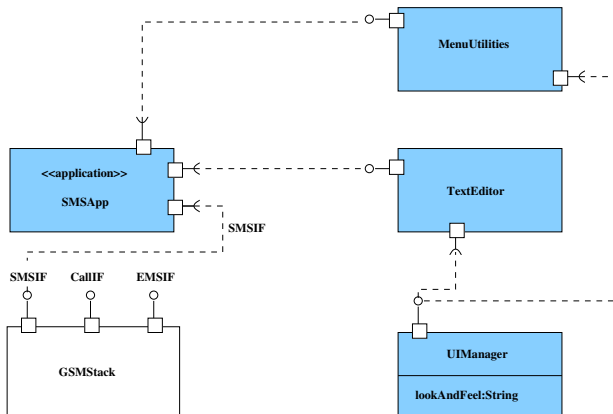 MenuUtilities
<<application>>
SMSApp
TextEditor
SMSIF
SMSIF CallIF EMSIF
UIManager
GSMStack
lookAndFeel:String